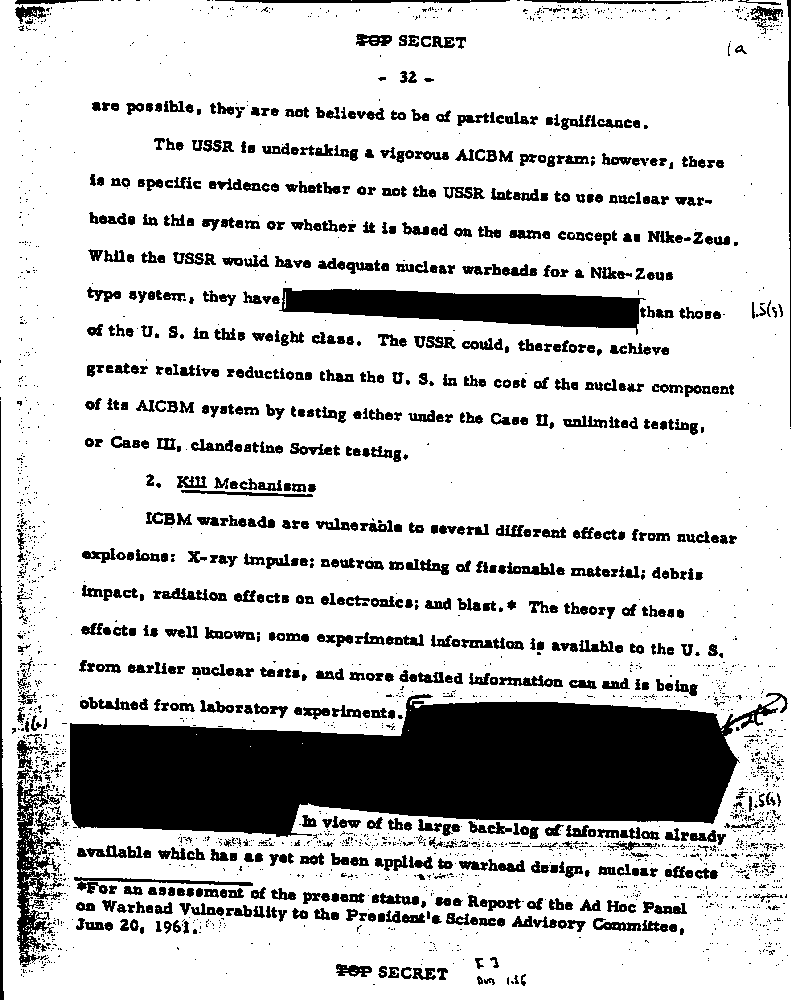 TOP SECRET
1a
- 32 -
are possible, they are not believed to be of particular significance.
The USSR is undertaking a vigorous AICBM program; however, there
is no specific evidence whether or not the USSR intends to use nuclear war-
heads in this system or whether it is based on the same concept as Nike-Zeus.
While the USSR would have adequate nuclear warheads for a Nike-Zeus
type system, they have than those
of the U. S. in this weight class. The USSR could, therefore, achieve
greater relative reductions than the U. S. in the cost of the nuclear component
of its AICBM system by testing either under the Case II, unlimited testing,
or Case III, clandestine Soviet testing.
2. Kill Mechanisms
ICBM warheads are vulnerable to several different effects from nuclear
explosions: X-ray impulse; neutron melting of fissionable material; debris
impact, radiation effects on electronics; and blast.* The theory of these
effects is well known; some experimental information is available to the U. S.
from earlier nuclear tests, and more detailed information can and is being
obtained from laboratory experiments.
In view of the large back-log of information already
available which has as yet not been applied to warhead design, nuclear effects
*For an assessment of the present status, see Report of the Ad Hoc Panel
on Warhead Vulnerability to the President's Science Advisory Committee,
June 20, 1961.
TOP SECRET